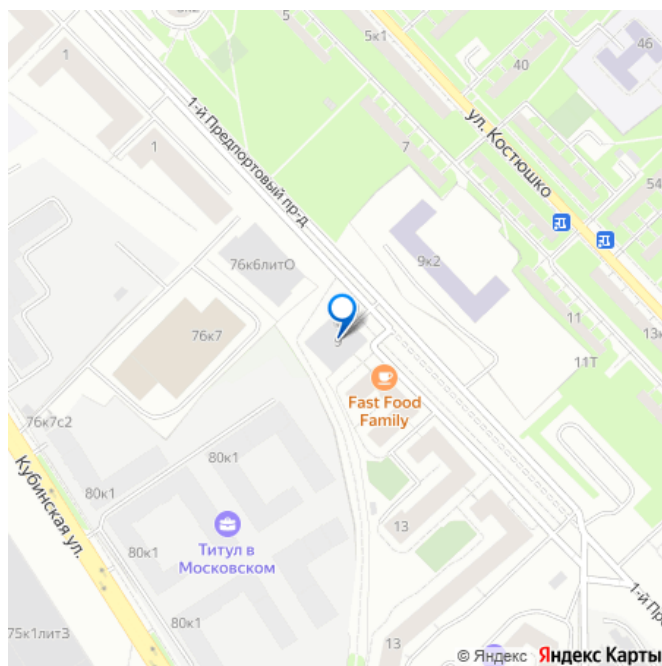 5
8к2
5к1
46
1
40
1-й Предпортовый пр-д
ул. Костюшко
1
7
54
76к6литО
9к2
76к7
9
11
13к
11Т
Fast Food
Family
76к7с2
80к1
80к1
Кубинская ул.
Титул в
Московском
13
80к1
80к1
75к1лит3
13
1-й Пр
© Яндекс Яндекс Карты